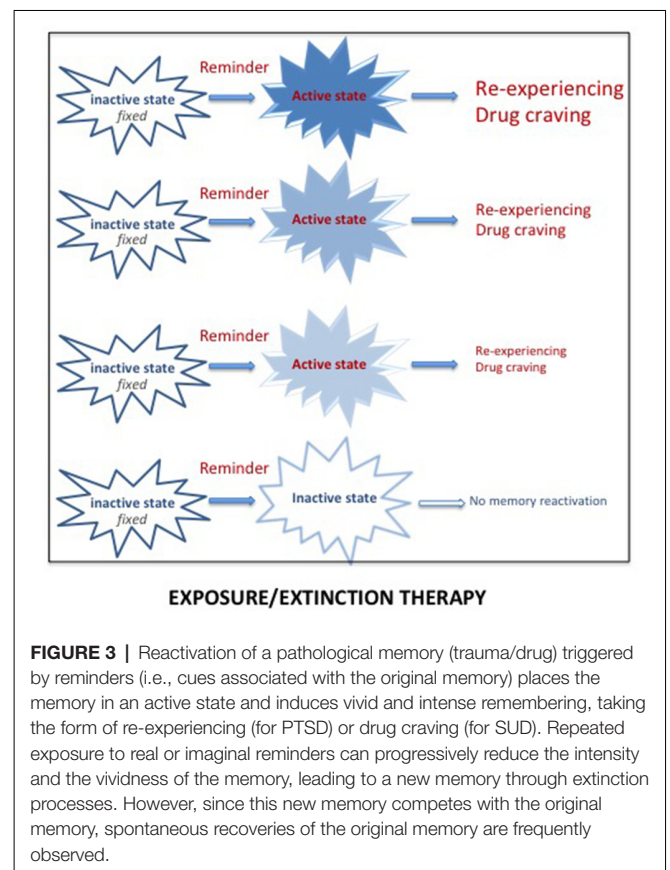 Reminder
inactive state
fixed
Active state
Re-experiencing
Drug craving
Reminder
inactive state
fixed
Active state
Re-experiencing
Drug craving
Reminder
inactive state
fixed
Active state
Re-experiencing
Drug craving
Reminder
inactive state
fixed
Inactive state
No memory reactivation
EXPOSURE/EXTINCTION THERAPY
FIGURE 3 | Reactivation of a pathological memory (trauma/drug) triggered
by reminders (i.e., cues associated with the original memory) places the
memory in an active state and induces vivid and intense remembering, taking
the form of re-experiencing (for PTSD) or drug craving (for SUD). Repeated
exposure to real or imaginal reminders can progressively reduce the intensity
and the vividness of the memory, leading to a new memory through extinction
processes. However, since this new memory competes with the original
memory, spontaneous recoveries of the original memory are frequently
observed.